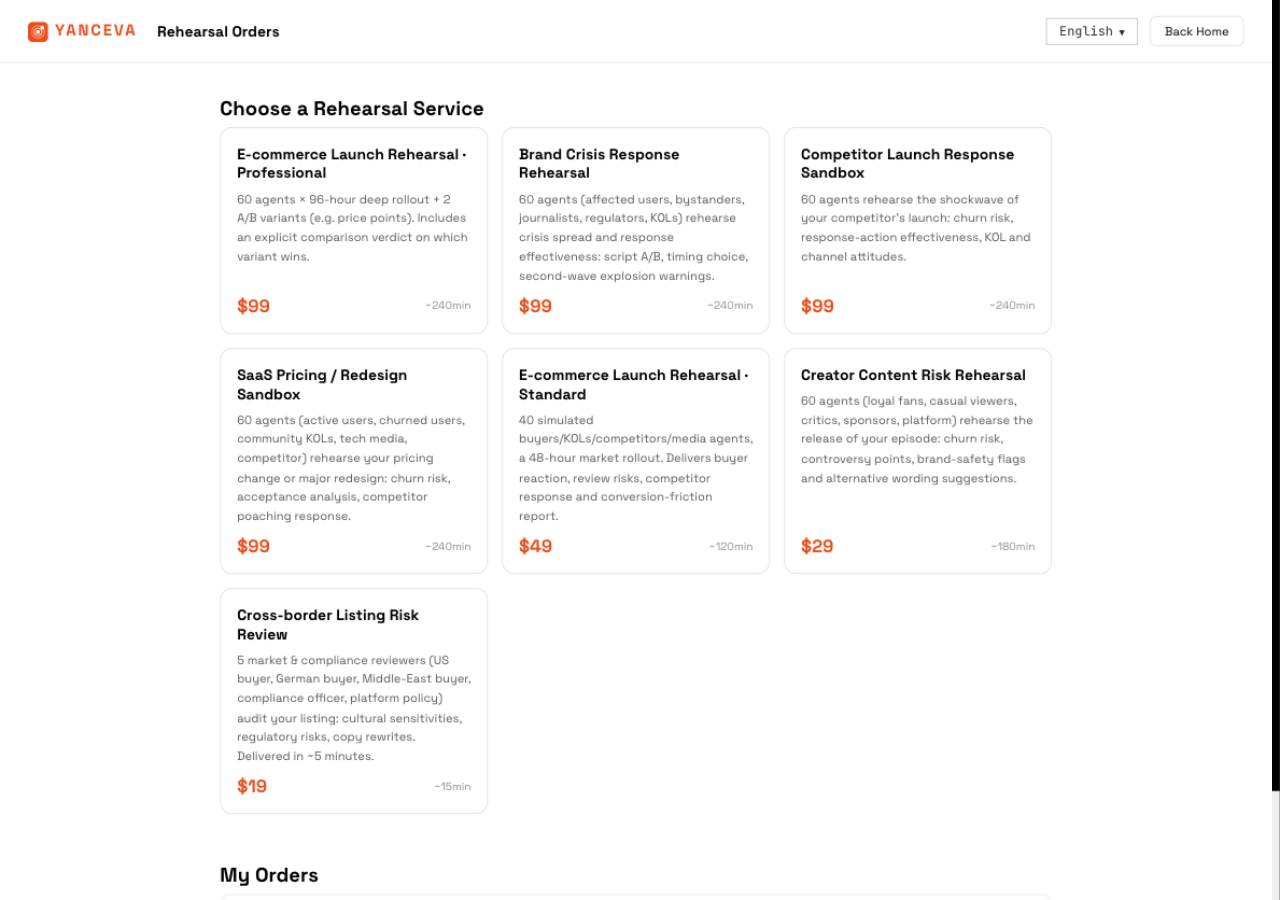 YANCEVA
Rehearsal Orders
English ▾
Back Home
Choose a Rehearsal Service
E-commerce Launch Rehearsal ·
Professional
60 agents × 96-hour deep rollout + 2
A/B variants (e.g. price points). Includes
an explicit comparison verdict on which
variant wins.
$99
~240min
Brand Crisis Response
Rehearsal
60 agents (affected users, bystanders,
journalists, regulators, KOLs) rehearse
crisis spread and response
effectiveness: script A/B, timing choice,
second-wave explosion warnings.
$99
~240min
Competitor Launch Response
Sandbox
60 agents rehearse the shockwave of
your competitor's launch: churn risk,
response-action effectiveness, KOL and
channel attitudes.
$99
~240min
SaaS Pricing / Redesign
Sandbox
60 agents (active users, churned users,
community KOLs, tech media,
competitor) rehearse your pricing
change or major redesign: churn risk,
acceptance analysis, competitor
poaching response.
$99
~240min
E-commerce Launch Rehearsal ·
Standard
40 simulated
buyers/KOLs/competitors/media agents,
a 48-hour market rollout. Delivers buyer
reaction, review risks, competitor
response and conversion-friction
report.
$49
~120min
Creator Content Risk Rehearsal
60 agents (loyal fans, casual viewers,
critics, sponsors, platform) rehearse the
release of your episode: churn risk,
controversy points, brand-safety flags
and alternative wording suggestions.
$29
~180min
Cross-border Listing Risk
Review
5 market & compliance reviewers (US
buyer, German buyer, Middle-East buyer,
compliance officer, platform policy)
audit your listing: cultural sensitivities,
regulatory risks, copy rewrites.
Delivered in ~5 minutes.
$19
~15min
My Orders